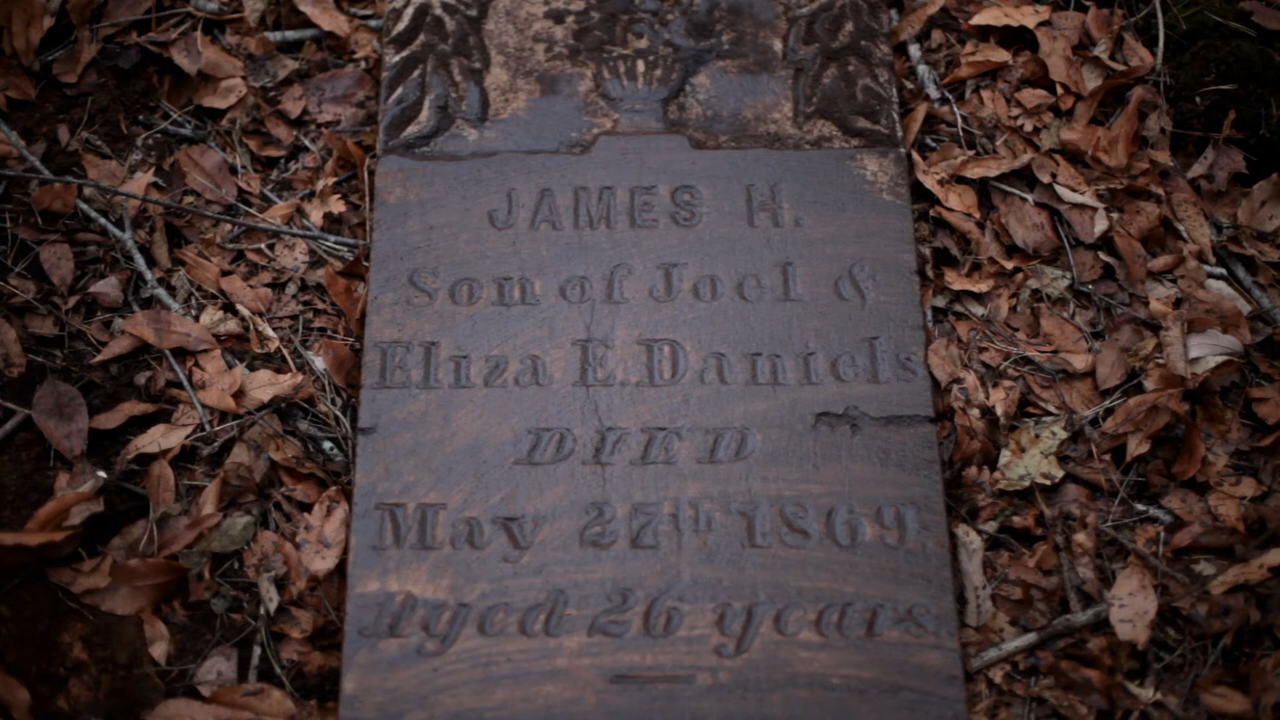 JAMES H.
Son of Joel &
Eliza E. Daniels
DIED
May 27th 1869
Aged 26 years.